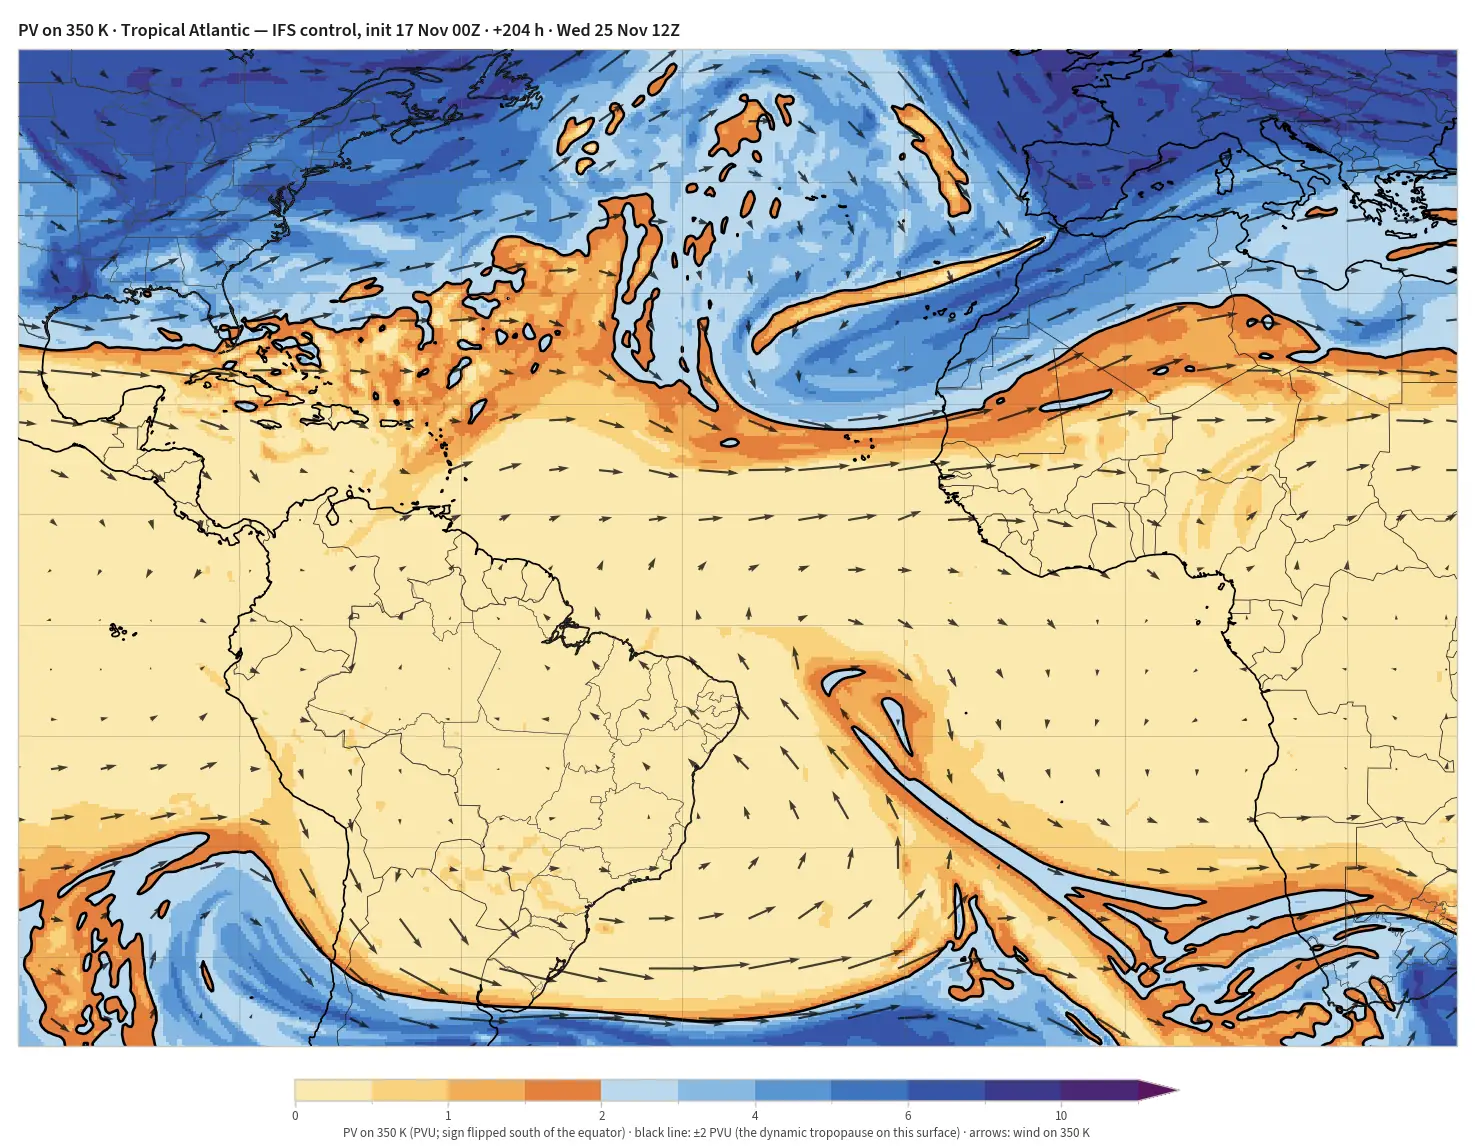 PV on 350 K · Tropical Atlantic — IFS control, init 17 Nov 00Z · +204 h · Wed 25 Nov 12Z
0 1 2 4 6 10
PV on 350 K (PVU; sign flipped south of the equator) · black line: ±2 PVU (the dynamic tropopause on this surface) · arrows: wind on 350 K